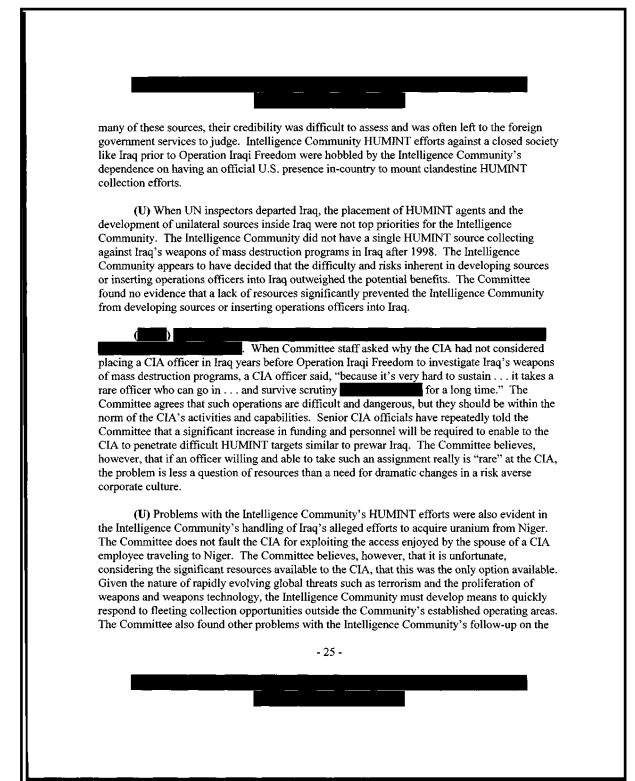 many of these sources, their credibility was difficult to assess and was often left to the foreign
government services to judge. Intelligence Community HUMINT efforts against a closed society
like Iraq prior to Operation Iraqi Freedom were hobbled by the Intelligence Community's
dependence on having an official U.S. presence in-country to mount clandestine HUMINT
collection efforts.
(U) When UN inspectors departed Iraq, the placement of HUMINT agents and the
development of unilateral sources inside Iraq were not top priorities for the Intelligence
Community. The Intelligence Community did not have a single HUMINT source collecting
against Iraq's weapons of mass destruction programs in Iraq after 1998. The Intelligence
Community appears to have decided that the difficulty and risks inherent in developing sources
or inserting operations officers into Iraq outweighed the potential benefits. The Committee
found no evidence that a lack of resources significantly prevented the Intelligence Community
from developing sources or inserting operations officers into Iraq.
( )
. When Committee staff asked why the CIA had not considered
placing a CIA officer in Iraq years before Operation Iraqi Freedom to investigate Iraq's weapons
of mass destruction programs, a CIA officer said, "because it's very hard to sustain . . . it takes a
rare officer who can go in . . . and survive scrutiny for a long time." The
Committee agrees that such operations are difficult and dangerous, but they should be within the
norm of the CIA's activities and capabilities. Senior CIA officials have repeatedly told the
Committee that a significant increase in funding and personnel will be required to enable to the
CIA to penetrate difficult HUMINT targets similar to prewar Iraq. The Committee believes,
however, that if an officer willing and able to take such an assignment really is "rare" at the CIA,
the problem is less a question of resources than a need for dramatic changes in a risk averse
corporate culture.
(U) Problems with the Intelligence Community's HUMINT efforts were also evident in
the Intelligence Community's handling of Iraq's alleged efforts to acquire uranium from Niger.
The Committee does not fault the CIA for exploiting the access enjoyed by the spouse of a CIA
employee traveling to Niger. The Committee believes, however, that it is unfortunate,
considering the significant resources available to the CIA, that this was the only option available.
Given the nature of rapidly evolving global threats such as terrorism and the proliferation of
weapons and weapons technology, the Intelligence Community must develop means to quickly
respond to fleeting collection opportunities outside the Community's established operating areas.
The Committee also found other problems with the Intelligence Community's follow-up on the
- 25 -